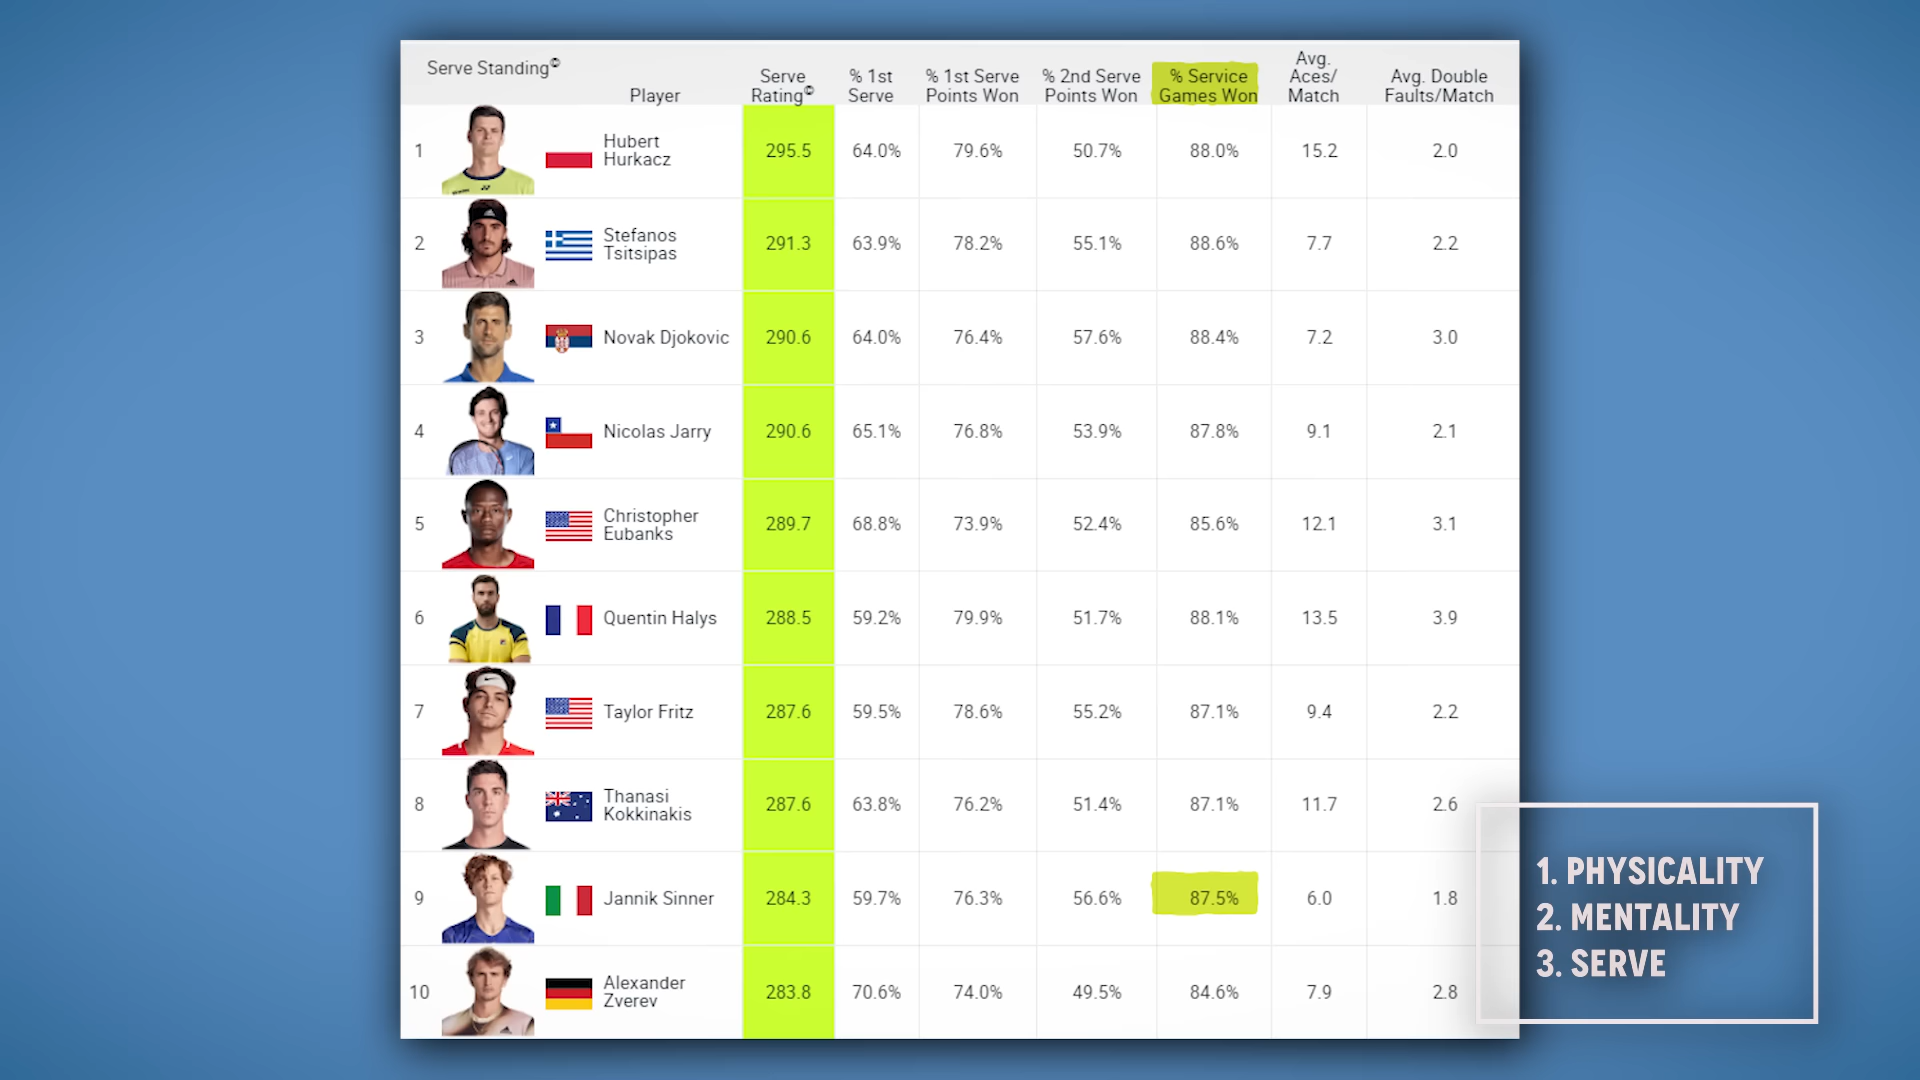 Serve Standing©
Player
Serve
Rating©
% 1st
Serve
% 1st Serve
Points Won
% 2nd Serve
Points Won
% Service
Games Won
Avg.
Aces/
Match
Avg. Double
Faults/Match
1 Hubert Hurkacz 295.5 64.0% 79.6% 50.7% 88.0% 15.2 2.0
2 Stefanos Tsitsipas 291.3 63.9% 78.2% 55.1% 88.6% 7.7 2.2
3 Novak Djokovic 290.6 64.0% 76.4% 57.6% 88.4% 7.2 3.0
4 Nicolas Jarry 290.6 65.1% 76.8% 53.9% 87.8% 9.1 2.1
5 Christopher Eubanks 289.7 68.8% 73.9% 52.4% 85.6% 12.1 3.1
6 Quentin Halys 288.5 59.2% 79.9% 51.7% 88.1% 13.5 3.9
7 Taylor Fritz 287.6 59.5% 78.6% 55.2% 87.1% 9.4 2.2
8 Thanasi Kokkinakis 287.6 63.8% 76.2% 51.4% 87.1% 11.7 2.6
9 Jannik Sinner 284.3 59.7% 76.3% 56.6% 87.5% 6.0 1.8
10 Alexander Zverev 283.8 70.6% 74.0% 49.5% 84.6% 7.9 2.8
1. PHYSICALITY
2. MENTALITY
3. SERVE